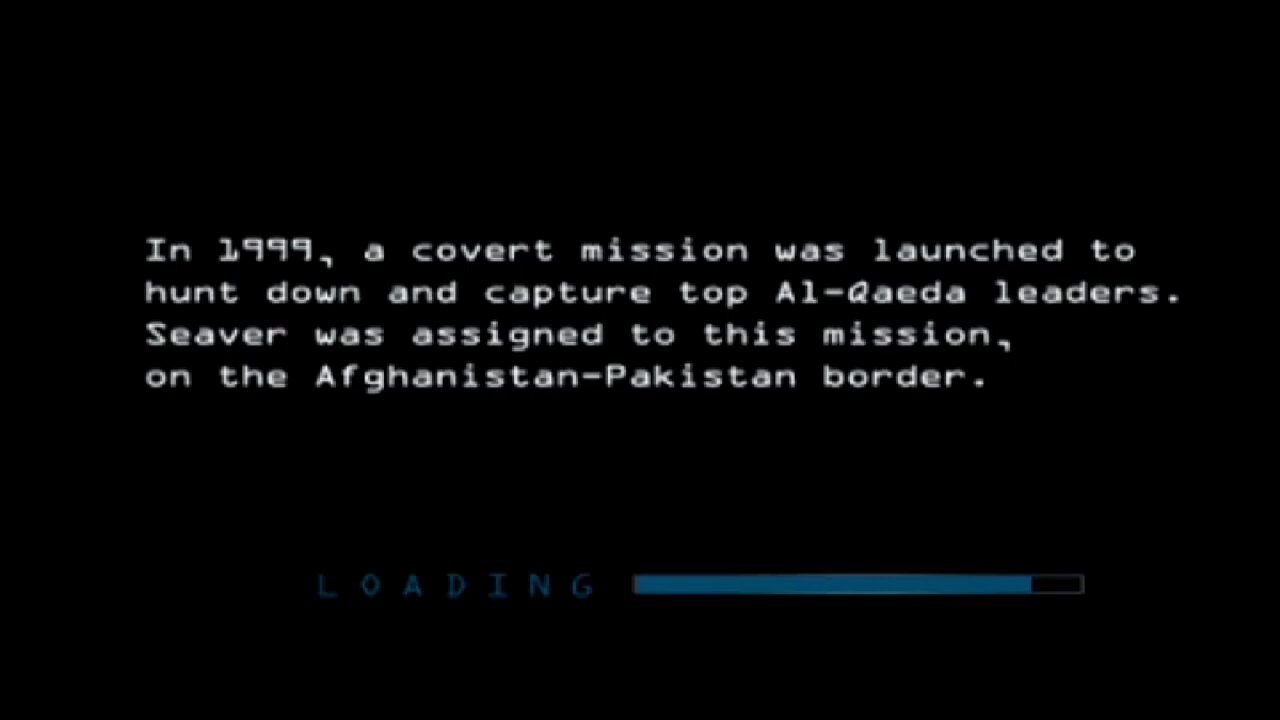 In 1999, a covert mission was launched to
hunt down and capture top Al-Qaeda leaders.
Seaver was assigned to this mission,
on the Afghanistan-Pakistan border.
LOADING